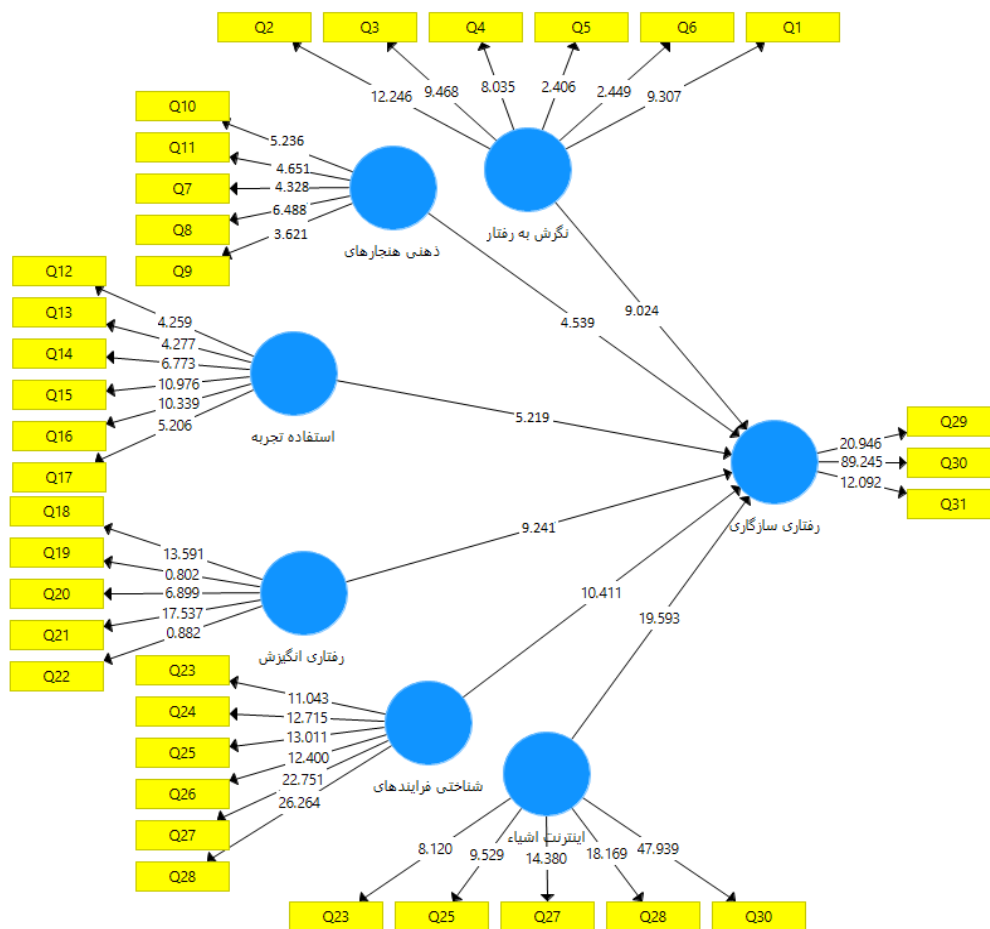 Q2 Q3 Q4 Q5 Q6 Q1
12.246 9.468 8.035 2.406 2.449 9.307
نگرش به رفتار
Q10
Q11
Q7
Q8
Q9
5.236
4.651
4.328
6.488
3.621
ذهنی هنجارهای
Q12
Q13
Q14
Q15
Q16
Q17
4.259
4.277
6.773
10.976
10.339
5.206
استفاده تجربه
Q18
Q19
Q20
Q21
Q22
13.591
0.802
6.899
17.537
0.882
رفتاری انگیزش
Q23
Q24
Q25
Q26
Q27
Q28
11.043
12.715
13.011
12.400
22.751
26.264
شناختی فرایندهای
اینترنت اشیاء
8.120 9.529 14.380 18.169 47.939
Q23 Q25 Q27 Q28 Q30
9.024
4.539
5.219
9.241
10.411
19.593
رفتاری سازگاری
20.946
89.245
12.092
Q29
Q30
Q31